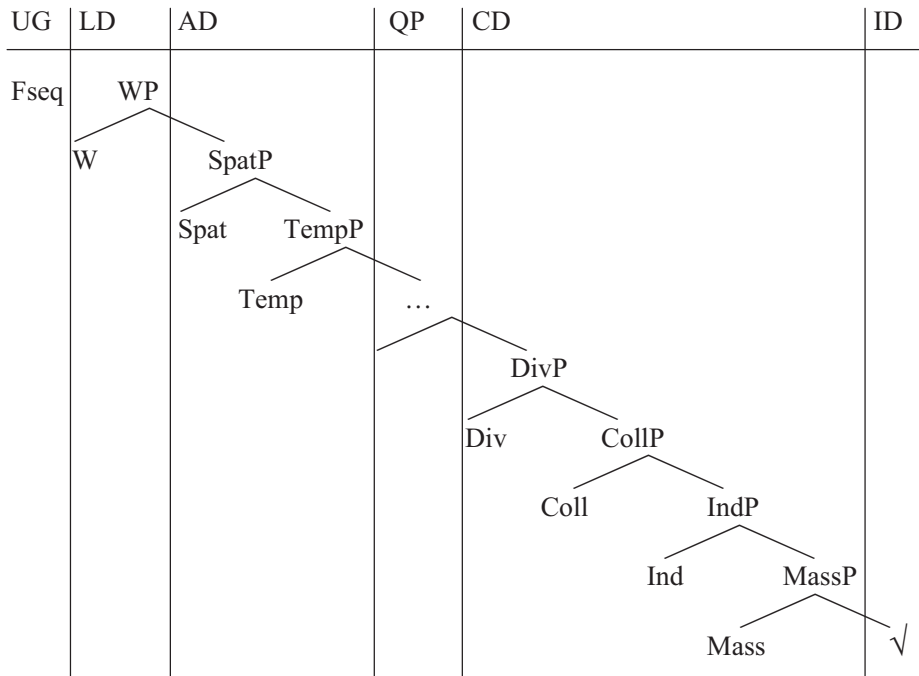 UG LD AD QP CD ID
Fseq WP
W SpatP
Spat TempP
Temp …
DivP
Div CollP
Coll IndP
Ind MassP
Mass √